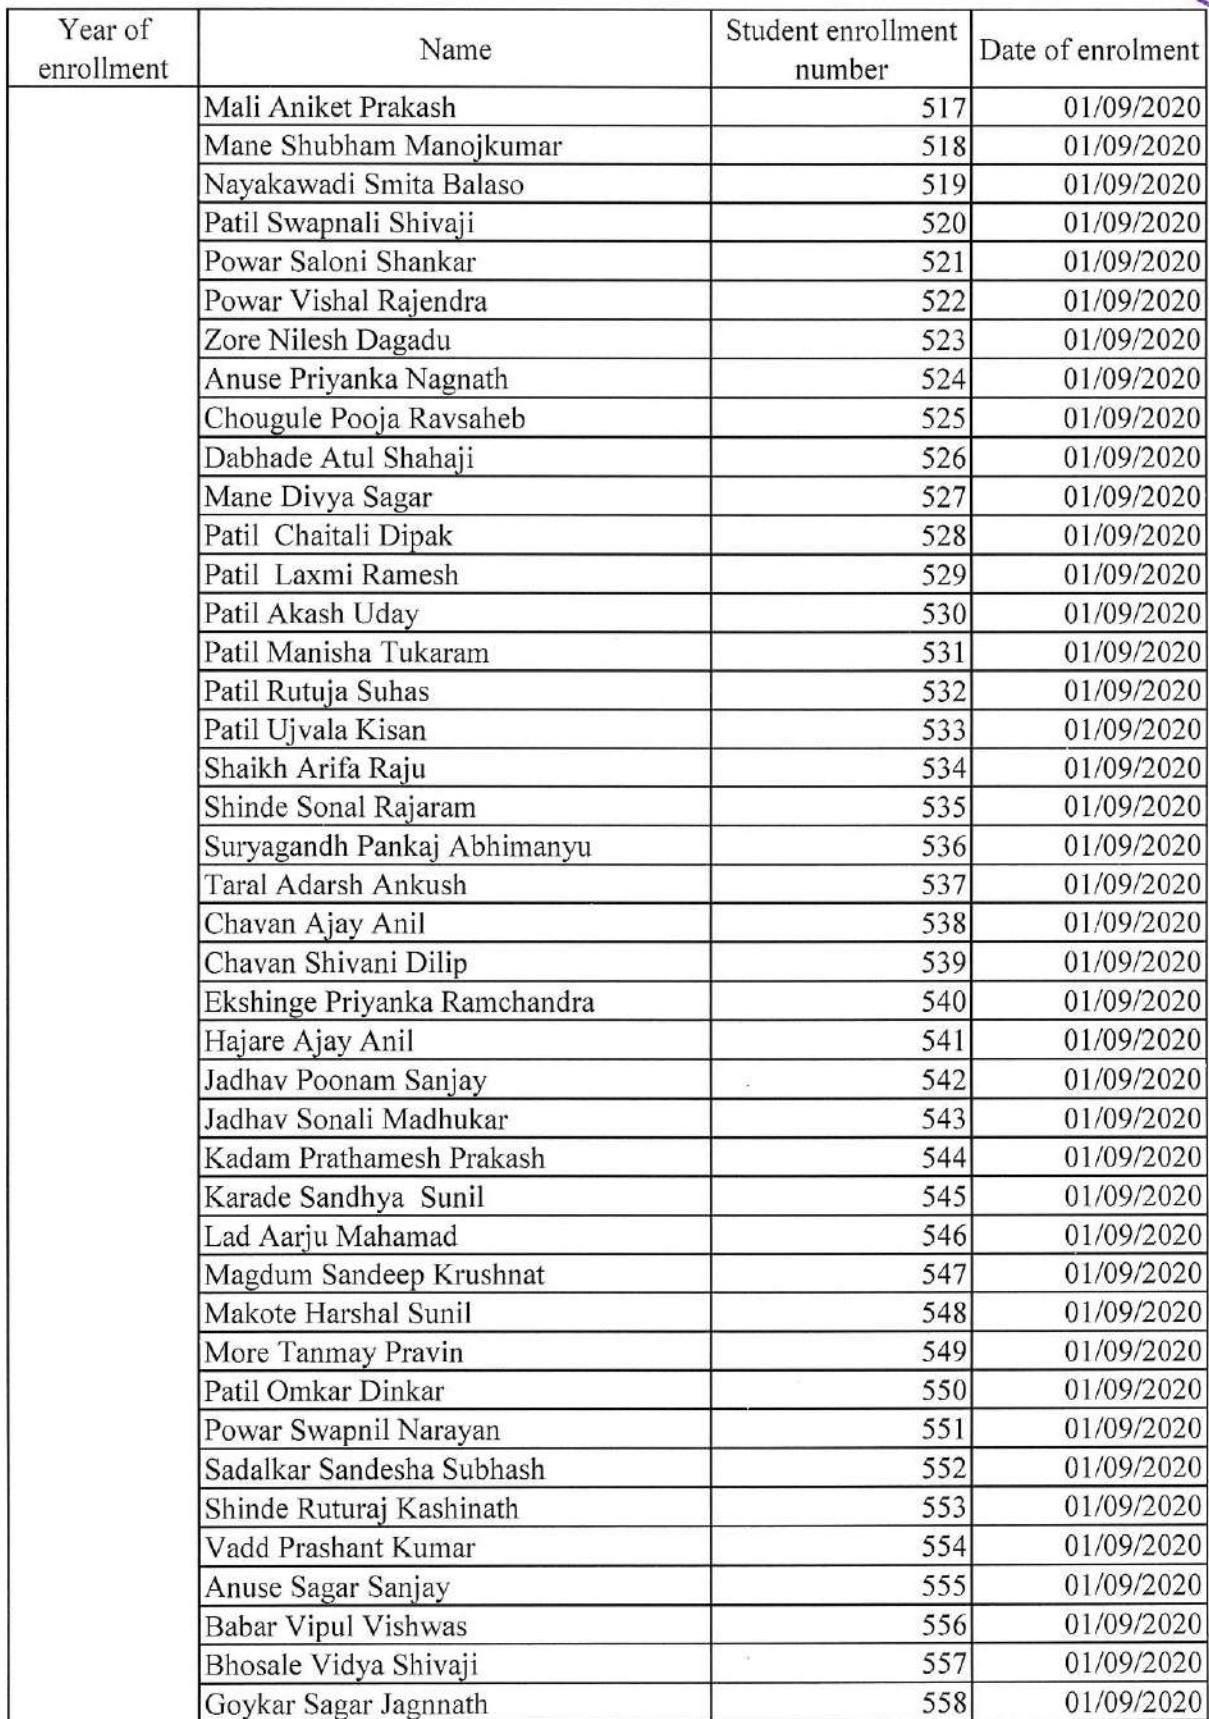 Year of enrollment Name Student enrollment number Date of enrolment
Mali Aniket Prakash 517 01/09/2020
Mane Shubham Manojkumar 518 01/09/2020
Nayakawadi Smita Balaso 519 01/09/2020
Patil Swapnali Shivaji 520 01/09/2020
Powar Saloni Shankar 521 01/09/2020
Powar Vishal Rajendra 522 01/09/2020
Zore Nilesh Dagadu 523 01/09/2020
Anuse Priyanka Nagnath 524 01/09/2020
Chougule Pooja Ravsaheb 525 01/09/2020
Dabhade Atul Shahaji 526 01/09/2020
Mane Divya Sagar 527 01/09/2020
Patil  Chaitali Dipak 528 01/09/2020
Patil  Laxmi Ramesh 529 01/09/2020
Patil Akash Uday 530 01/09/2020
Patil Manisha Tukaram 531 01/09/2020
Patil Rutuja Suhas 532 01/09/2020
Patil Ujvala Kisan 533 01/09/2020
Shaikh Arifa Raju 534 01/09/2020
Shinde Sonal Rajaram 535 01/09/2020
Suryagandh Pankaj Abhimanyu 536 01/09/2020
Taral Adarsh Ankush 537 01/09/2020
Chavan Ajay Anil 538 01/09/2020
Chavan Shivani Dilip 539 01/09/2020
Ekshinge Priyanka Ramchandra 540 01/09/2020
Hajare Ajay Anil 541 01/09/2020
Jadhav Poonam Sanjay 542 01/09/2020
Jadhav Sonali Madhukar 543 01/09/2020
Kadam Prathamesh Prakash 544 01/09/2020
Karade Sandhya  Sunil 545 01/09/2020
Lad Aarju Mahamad 546 01/09/2020
Magdum Sandeep Krushnat 547 01/09/2020
Makote Harshal Sunil 548 01/09/2020
More Tanmay Pravin 549 01/09/2020
Patil Omkar Dinkar 550 01/09/2020
Powar Swapnil Narayan 551 01/09/2020
Sadalkar Sandesha Subhash 552 01/09/2020
Shinde Ruturaj Kashinath 553 01/09/2020
Vadd Prashant Kumar 554 01/09/2020
Anuse Sagar Sanjay 555 01/09/2020
Babar Vipul Vishwas 556 01/09/2020
Bhosale Vidya Shivaji 557 01/09/2020
Goykar Sagar Jagnnath 558 01/09/2020